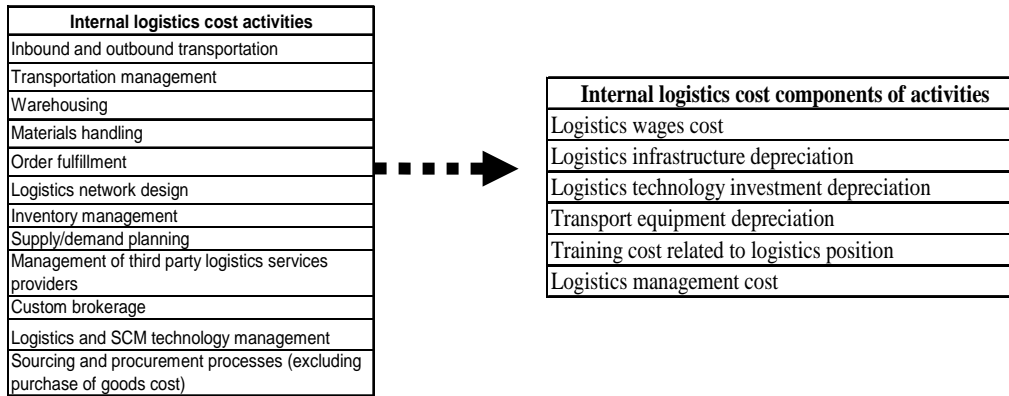 Internal logistics cost activities
Inbound and outbound transportation
Transportation management
Warehousing
Materials handling
Order fulfillment
Logistics network design
Inventory management
Supply/demand planning
Management of third party logistics services
providers
Custom brokerage
Logistics and SCM technology management
Sourcing and procurement processes (excluding
purchase of goods cost)
Internal logistics cost components of activities
Logistics wages cost
Logistics infrastructure depreciation
Logistics technology investment depreciation
Transport equipment depreciation
Training cost related to logistics position
Logistics management cost